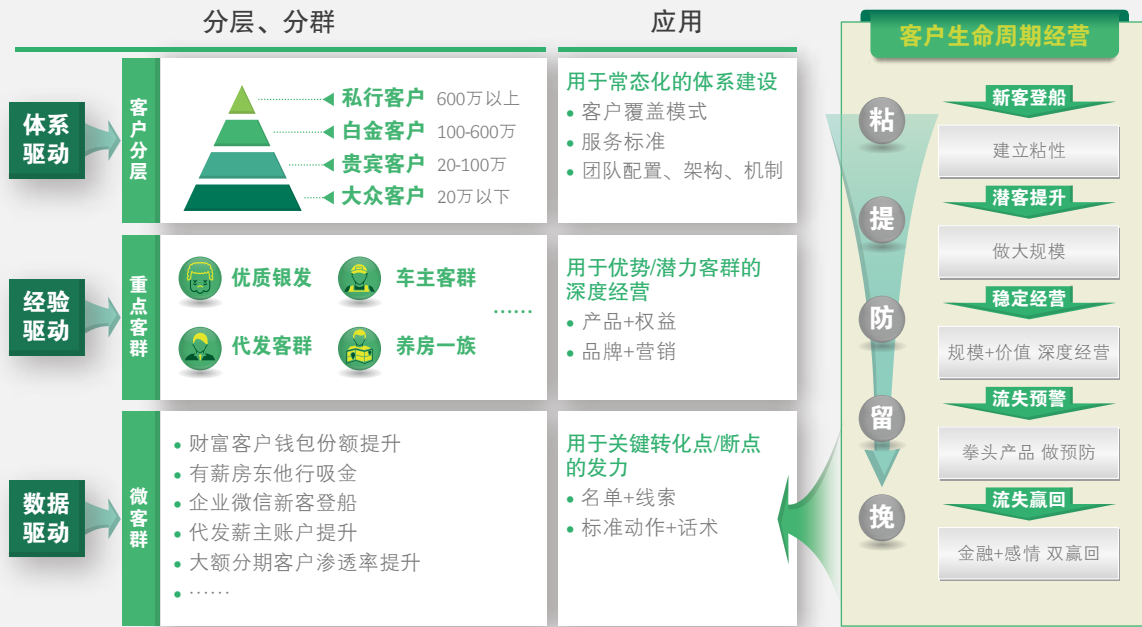 分层、分群
应用
体系
驱动
客户分层
私行客户 600万以上
白金客户 100-600万
贵宾客户 20-100万
大众客户 20万以下
用于常态化的体系建设
• 客户覆盖模式
• 服务标准
• 团队配置、架构、机制
经验
驱动
重点客群
优质银发
车主客群
代发客群
养房一族
……
用于优势/潜力客群的
深度经营
• 产品+权益
• 品牌+营销
数据
驱动
微客群
• 财富客户钱包份额提升
• 有薪房东他行吸金
• 企业微信新客登船
• 代发薪主账户提升
• 大额分期客户渗透率提升
• ……
用于关键转化点/断点
的发力
• 名单+线索
• 标准动作+话术
客户生命周期经营
粘
新客登船
建立粘性
提
潜客提升
做大规模
防
稳定经营
规模+价值 深度经营
留
流失预警
拳头产品 做预防
挽
流失赢回
金融+感情 双赢回